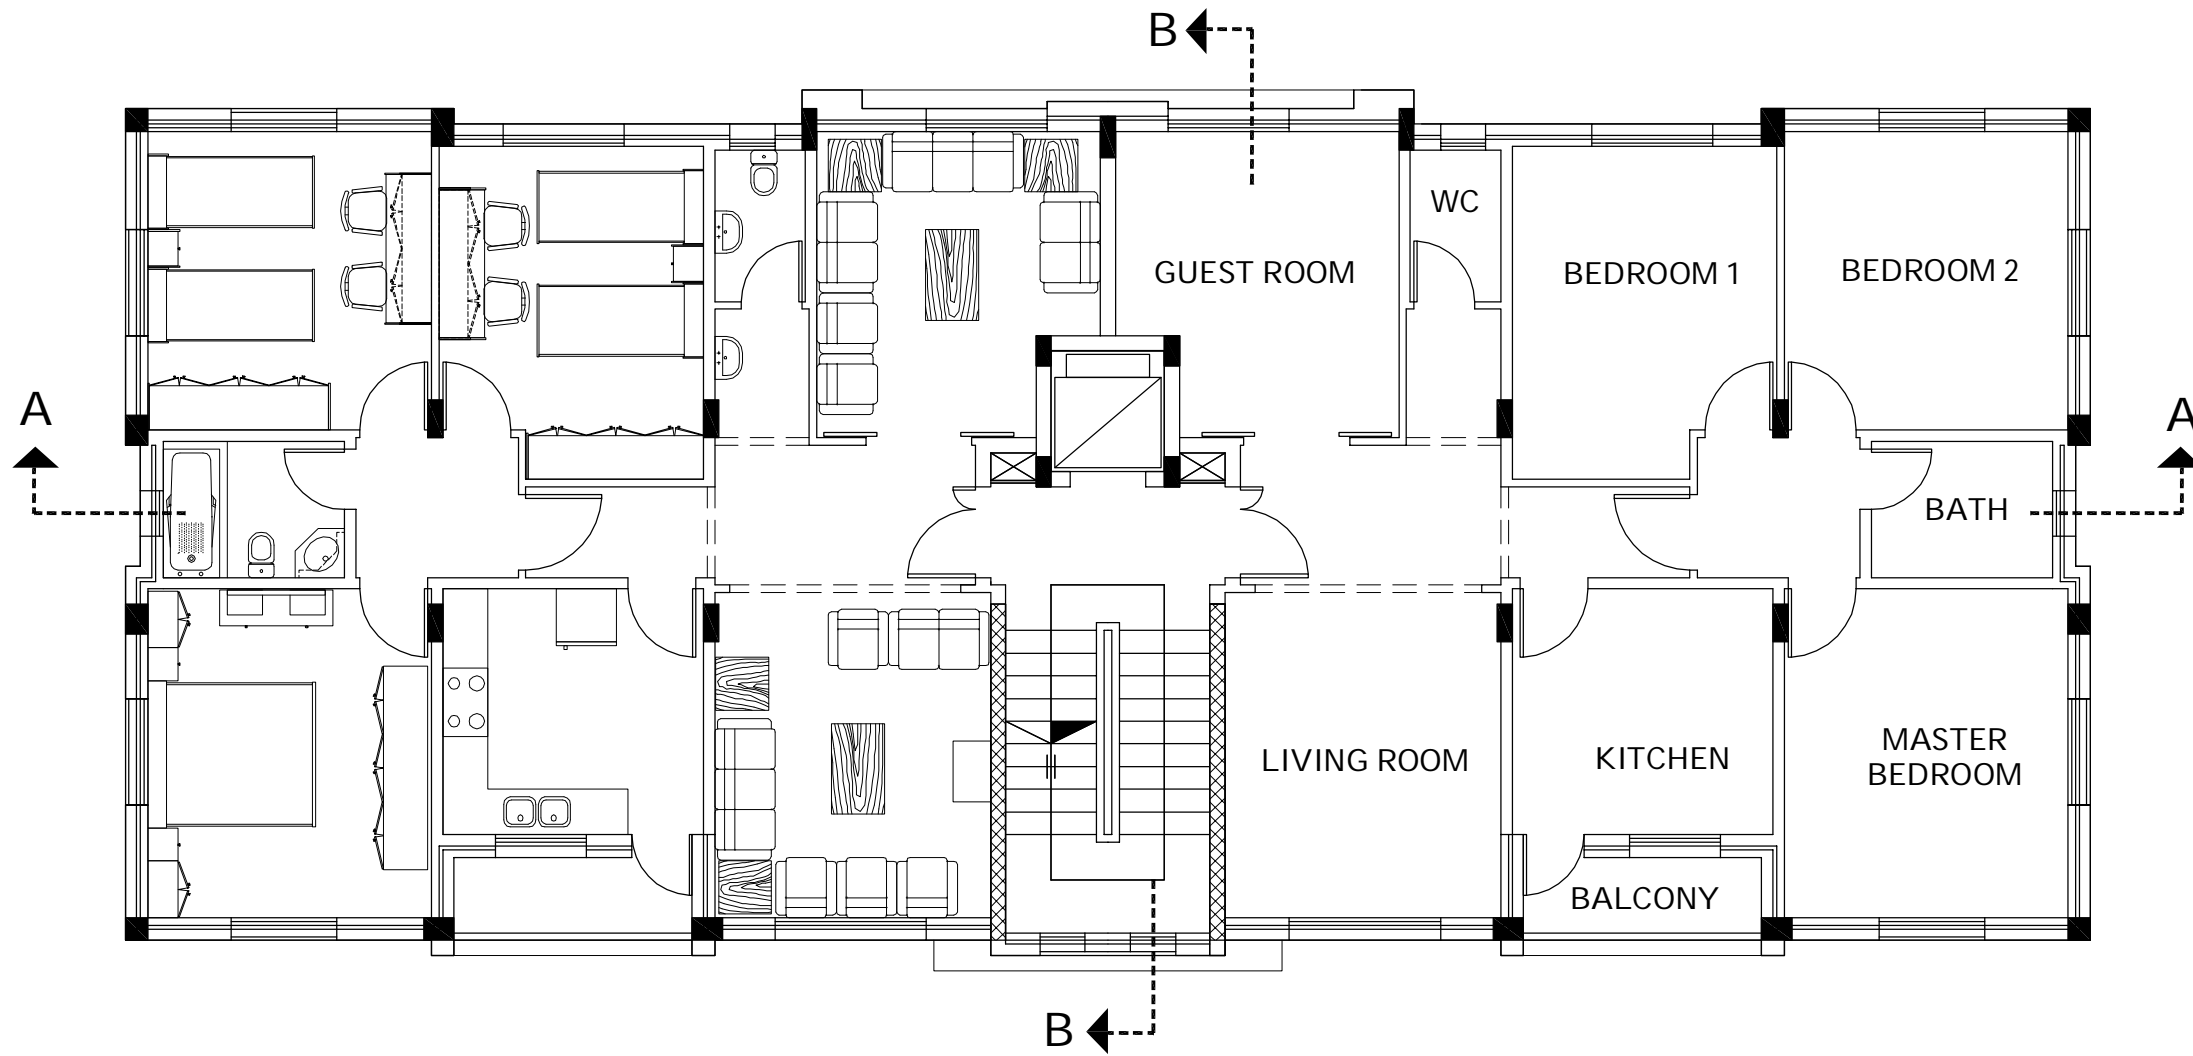 B
WC
GUEST ROOM
BEDROOM 1
BEDROOM 2
A
A
BATH
LIVING ROOM
KITCHEN
MASTER
BEDROOM
BALCONY
B